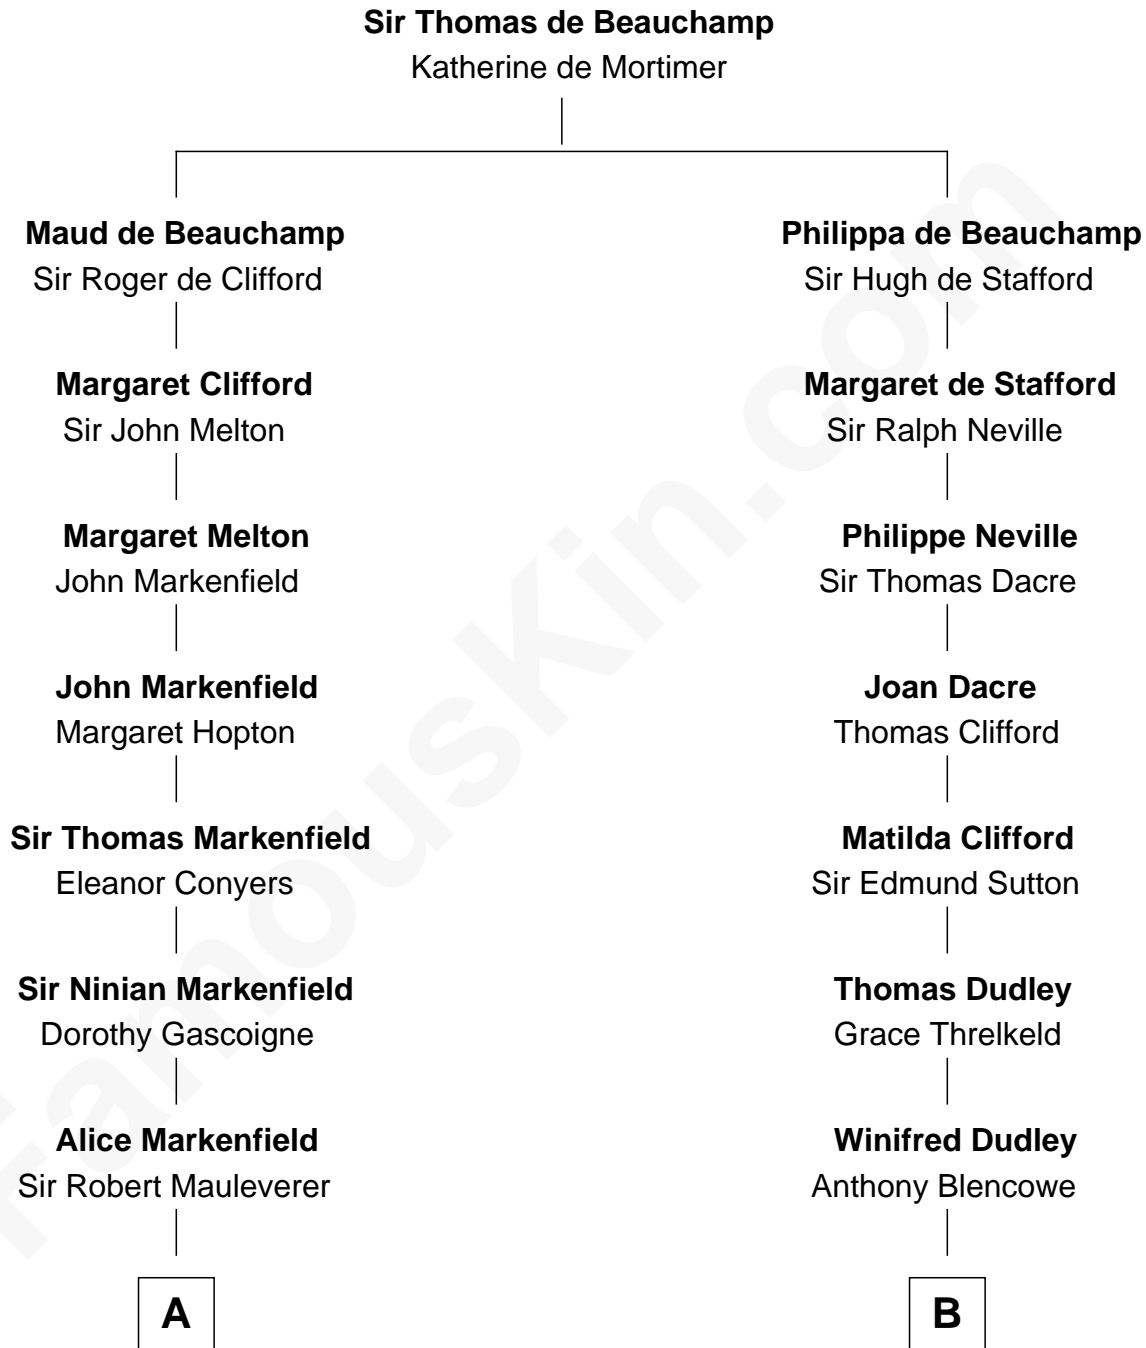 Sir Thomas de Beauchamp
Katherine de Mortimer
Maud de Beauchamp
Sir Roger de Clifford
Philippa de Beauchamp
Sir Hugh de Stafford
Margaret Clifford
Sir John Melton
Margaret de Stafford
Sir Ralph Neville
Margaret Melton
John Markenfield
Philippe Neville
Sir Thomas Dacre
John Markenfield
Margaret Hopton
Joan Dacre
Thomas Clifford
Sir Thomas Markenfield
Eleanor Conyers
Matilda Clifford
Sir Edmund Sutton
Sir Ninian Markenfield
Dorothy Gascoigne
Thomas Dudley
Grace Threlkeld
Alice Markenfield
Sir Robert Mauleverer
Winifred Dudley
Anthony Blencowe
A
B
FamousKin.com